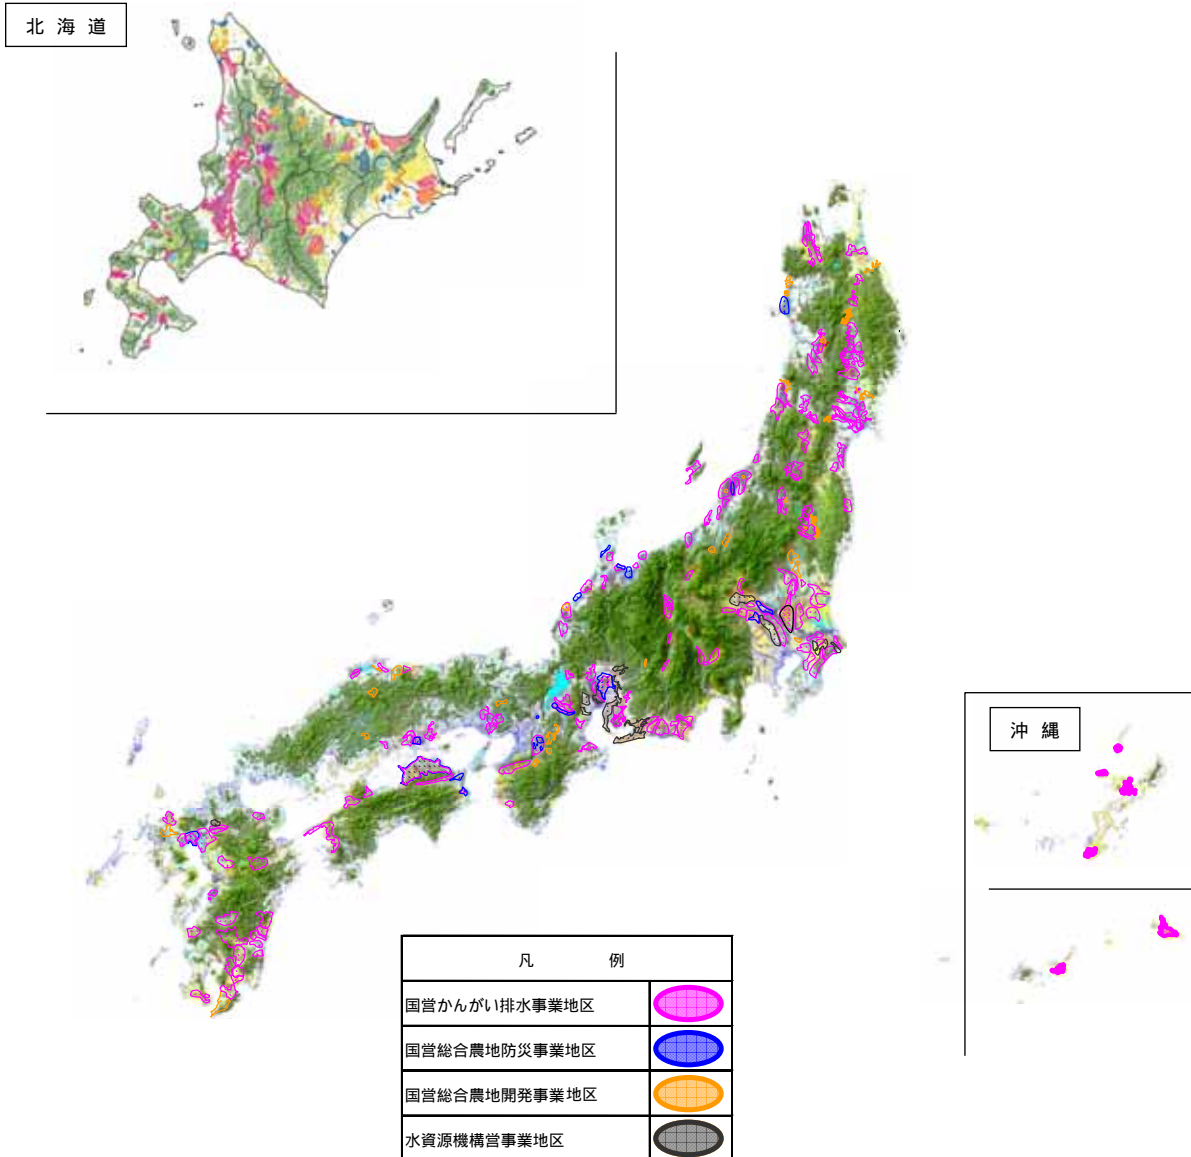 北海道
沖縄
凡例
国営かんがい排水事業地区
国営総合農地防災事業地区
国営総合農地開発事業地区
水資源機構営事業地区